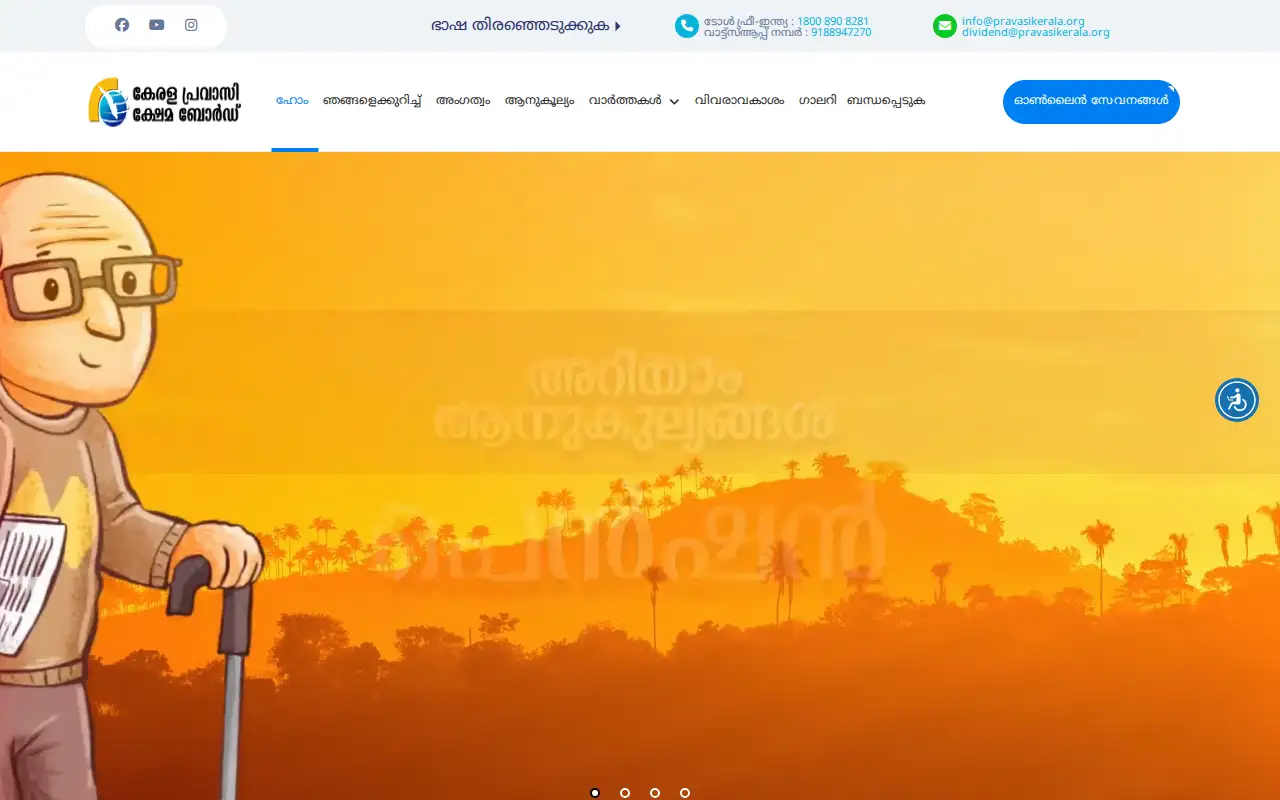 ഭാഷ തിരഞ്ഞെടുക്കുക
ടോൾ ഫ്രീ-ഇന്ത്യ : 1800 890 8281
വാട്ട്സ്ആപ്പ് നമ്പർ : 9188947270
info@pravasikerala.org
dividend@pravasikerala.org
കേരള പ്രവാസി
ക്ഷേമ ബോർഡ്
ഹോം ഞങ്ങളെക്കുറിച്ച് അംഗത്വം ആനുകൂല്യം വാർത്തകൾ വിവരാവകാശം ഗാലറി ബന്ധപ്പെടുക
ഓൺലൈൻ സേവനങ്ങൾ
അറിയാം
ആനുകുല്യങ്ങൾ
പെൻഷൻ